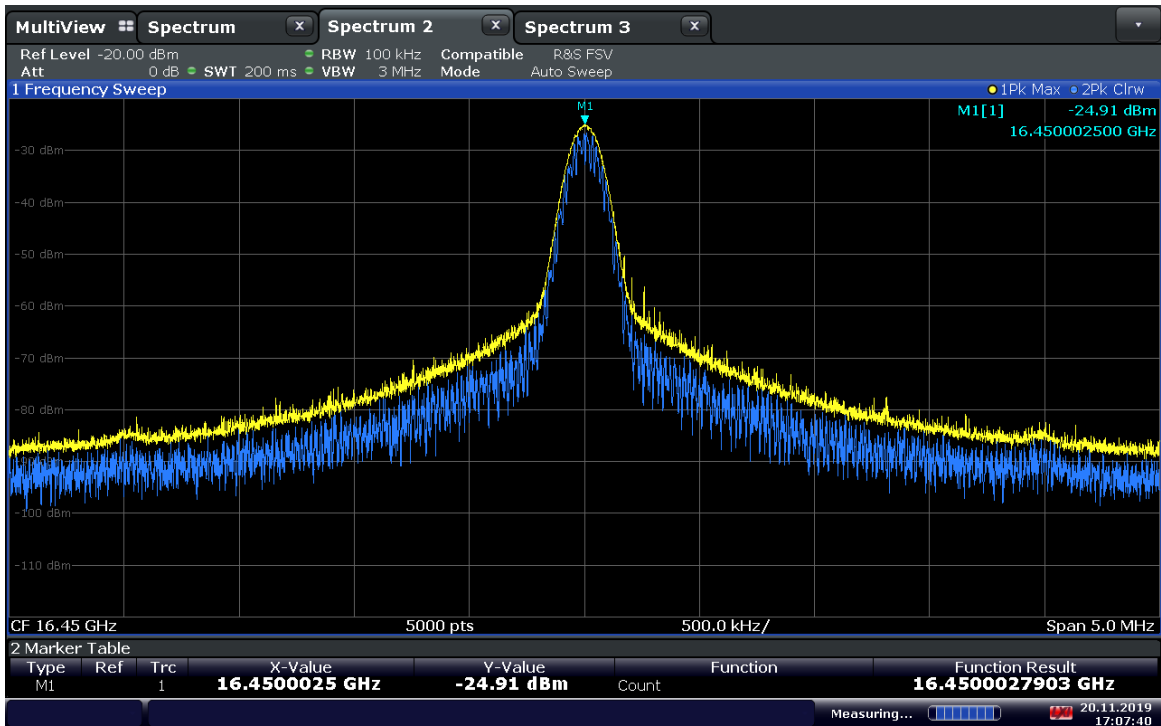 MultiView Spectrum X Spectrum 2 X Spectrum 3 X
Ref Level -20.00 dBm RBW 100 kHz Compatible R&S FSV
Att 0 dB SWT 200 ms VBW 3 MHz Mode Auto Sweep
1 Frequency Sweep 1Pk Max 2Pk Clrw
M1
M1[1] -24.91 dBm
16.450002500 GHz
-30 dBm
-40 dBm
-50 dBm
-60 dBm
-70 dBm
-80 dBm
-100 dBm
-110 dBm
CF 16.45 GHz 5000 pts 500.0 kHz/ Span 5.0 MHz
2 Marker Table
Type Ref Trc X-Value Y-Value Function Function Result
M1 1 16.4500025 GHz -24.91 dBm Count 16.4500027903 GHz
Measuring... 20.11.2019
17:07:40